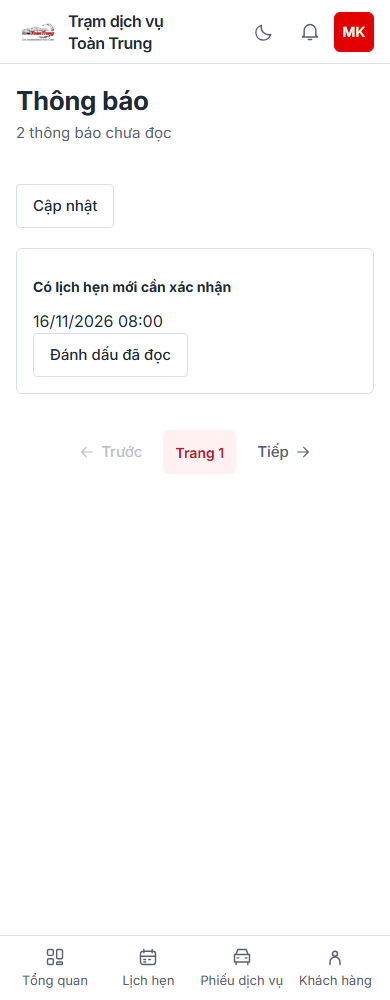 Trạm dịch vụ
Toàn Trung
MK
Thông báo
2 thông báo chưa đọc
Cập nhật
Có lịch hẹn mới cần xác nhận
16/11/2026 08:00
Đánh dấu đã đọc
Trước
Trang 1
Tiếp
Tổng quan
Lịch hẹn
Phiếu dịch vụ
Khách hàng